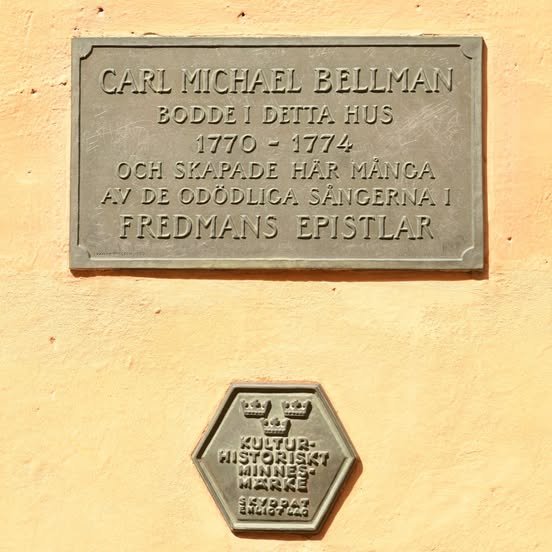 CARL MICHAEL BELLMAN
BODDE I DETTA HUS
1770 - 1774
OCH SKAPADE HÄR MÅNGA
AV DE ODÖDLIGA SÅNGERNA I
FREDMANS EPISTLAR
KULTUR-
HISTORISKT
MINNES-
MÄRKE
SKYDDAT
ENLIGT LAG